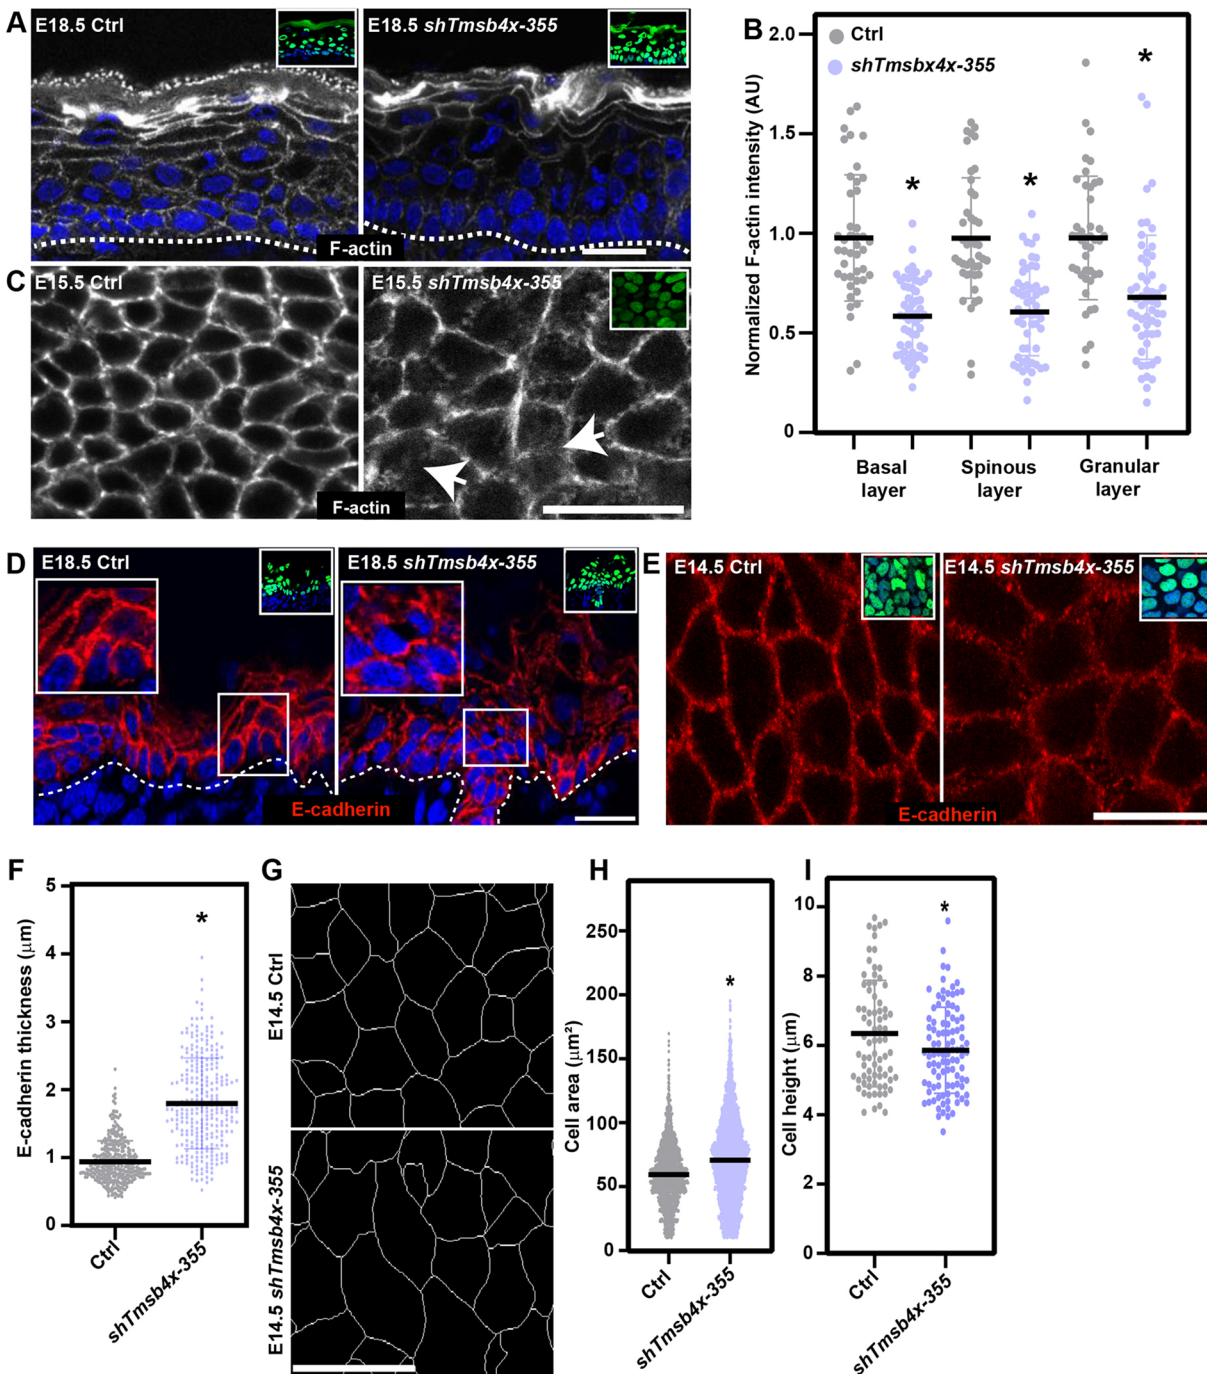 A
E18.5 Ctrl
E18.5 shTmsb4x-355
F-actin
B
Ctrl
shTmsbx4x-355
Normalized F-actin intensity (AU)
2.0
1.5
1.0
0.5
0
*
*
*
Basal
layer
Spinous
layer
Granular
layer
C
E15.5 Ctrl
E15.5 shTmsb4x-355
F-actin
D
E18.5 Ctrl
E18.5 shTmsb4x-355
E-cadherin
E
E14.5 Ctrl
E14.5 shTmsb4x-355
E-cadherin
F
E-cadherin thickness (μm)
5
4
3
2
1
0
*
Ctrl
shTmsb4x-355
G
E14.5 Ctrl
E14.5 shTmsb4x-355
H
Cell area (μm²)
250
200
150
100
50
0
*
Ctrl
shTmsb4x-355
I
Cell height (μm)
10
8
6
4
2
0
*
Ctrl
shTmsb4x-355